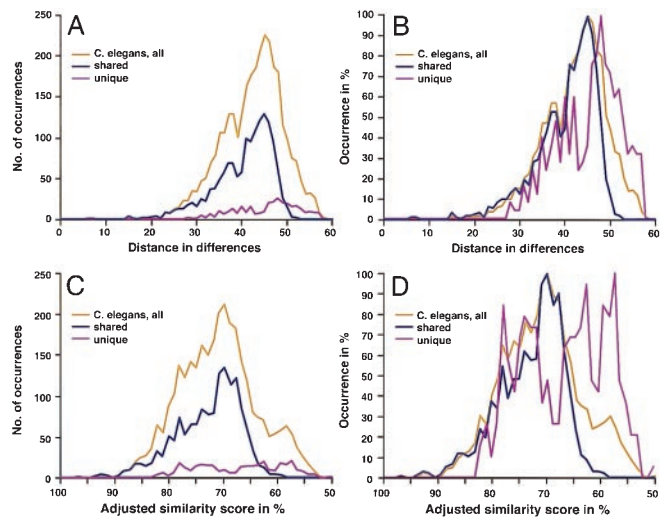 A
No. of occurrences
250
200
150
100
50
0
C. elegans, all
shared
unique
0 10 20 30 40 50 60
Distance in differences
B
Occurrence in %
100
90
80
70
60
50
40
30
20
10
0
C. elegans, all
shared
unique
0 10 20 30 40 50 60
Distance in differences
C
No. of occurrences
250
200
150
100
50
0
C. elegans, all
shared
unique
100 90 80 70 60 50
Adjusted similarity score in %
D
Occurrence in %
100
90
80
70
60
50
40
30
20
10
0
C. elegans, all
shared
unique
100 90 80 70 60 50
Adjusted similarity score in %